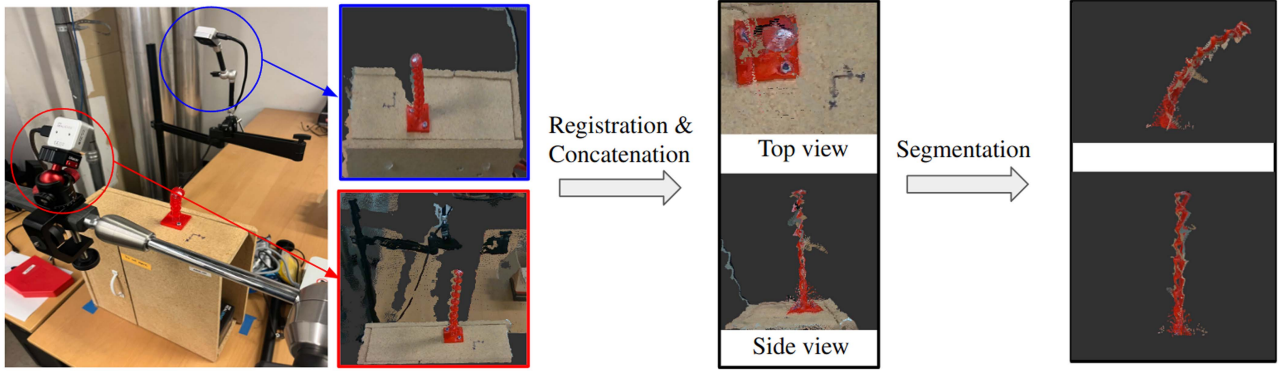 Registration &
Concatenation
Top view
Side view
Segmentation